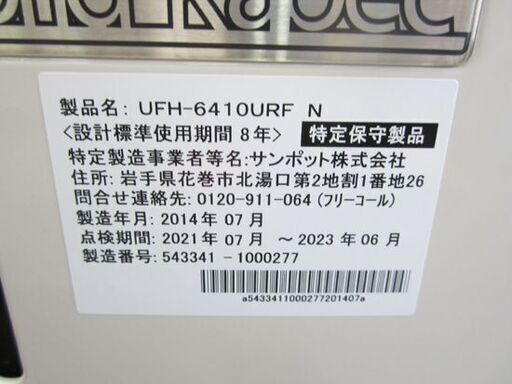 製品名: UFH-6410URF N
<設計標準使用期間 8年> 特定保守製品
特定製造事業者等名:サンポット株式会社
住所: 岩手県花巻市北湯口第2地割1番地26
問合せ連絡先: 0120-911-064 (フリーコール)
製造年月: 2014年 07月
点検期間: 2021年 07月 ～2023年 06月
製造番号: 543341 - 1000277
a5433411000277201407a